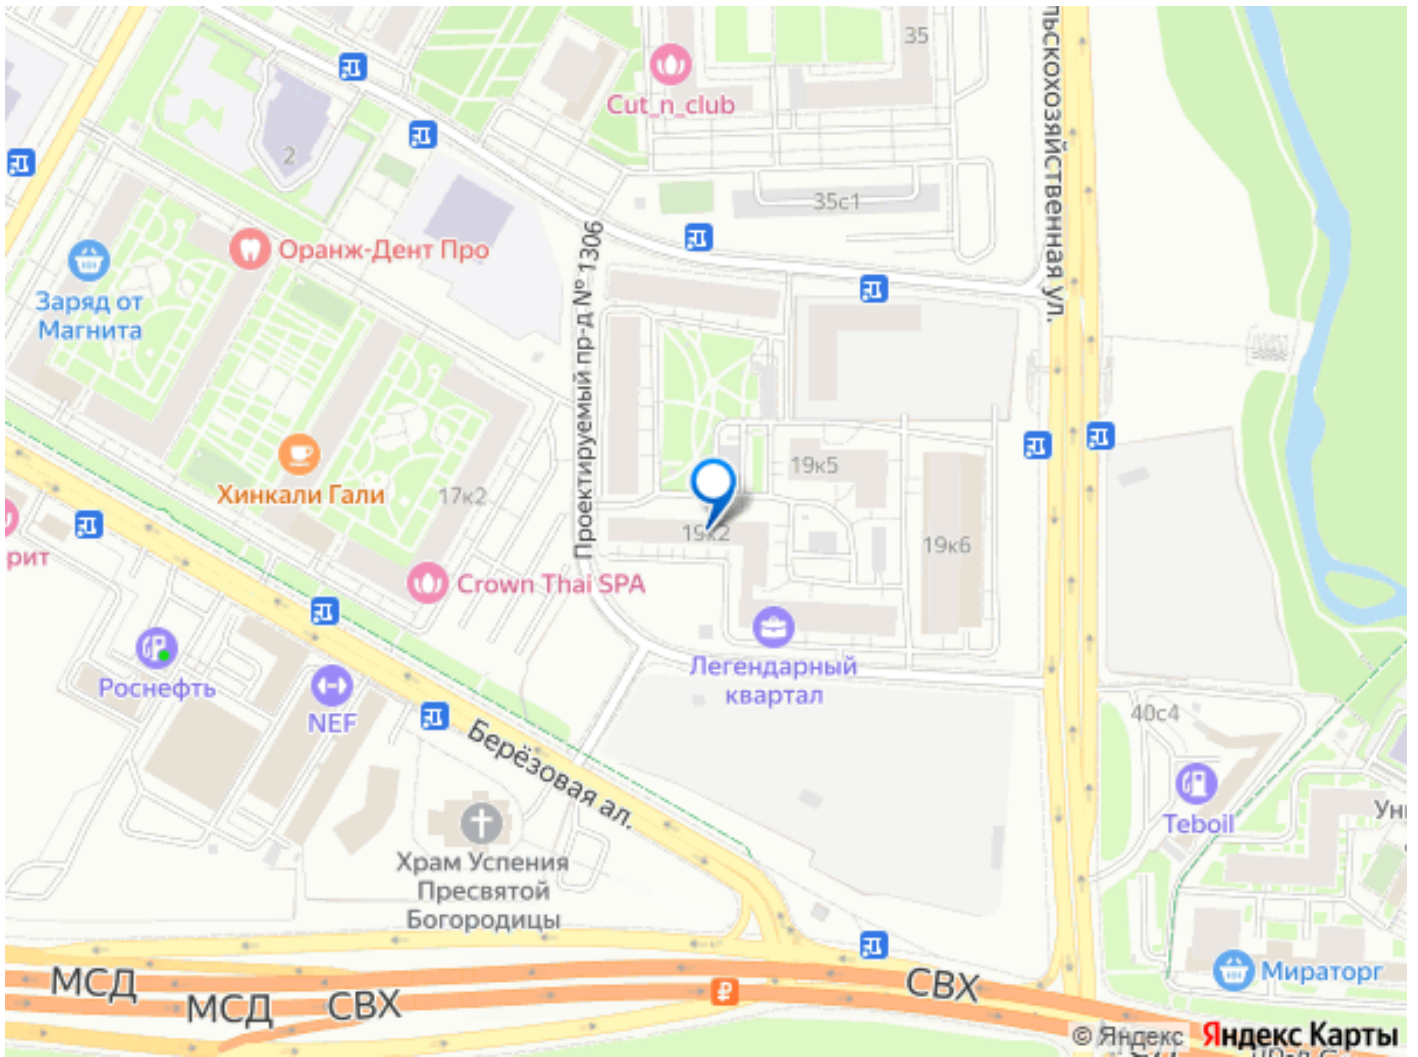 35
Cut_n_club
льскохозяйственная ул.
2
35с1
Оранж-Дент Про
Проектируемый пр-д № 1306
Заряд от
Магнита
19к5
Хинкали Гали
17к2
19к2
19к6
рит
Crown Thai SPA
Легендарный
квартал
Роснефть
NEF
40с4
Берёзовая ал.
Teboil
Храм Успения
Пресвятой
Богородицы
МСД
МСД
СВХ
СВХ
Мираторг
© Яндекс Яндекс Карты